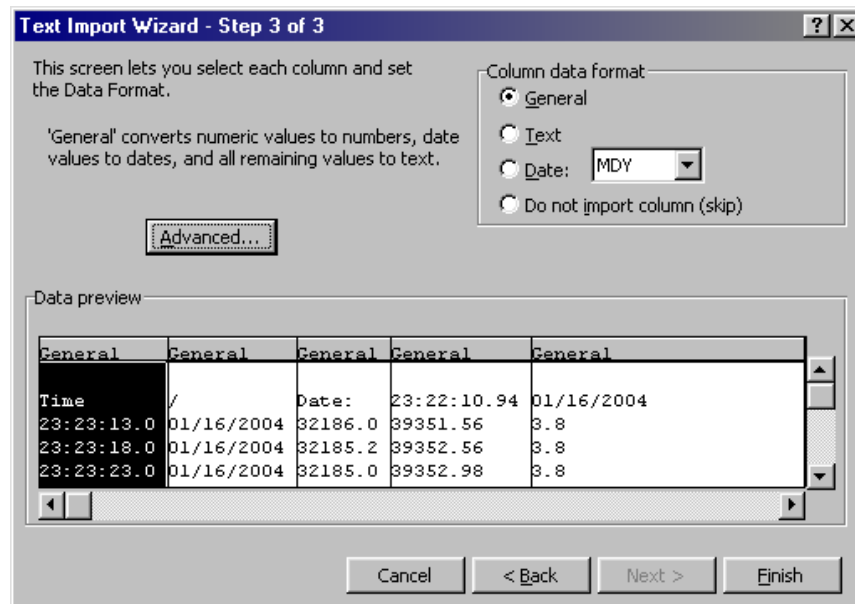 Text Import Wizard - Step 3 of 3
This screen lets you select each column and set
the Data Format.
'General' converts numeric values to numbers, date
values to dates, and all remaining values to text.
Advanced...
Column data format
General
Text
Date: MDY
Do not import column (skip)
Data preview
General General General General General
Time / Date: 23:22:10.94 01/16/2004
23:23:13.0 01/16/2004 32186.0 39351.56 3.8
23:23:18.0 01/16/2004 32185.2 39352.56 3.8
23:23:23.0 01/16/2004 32185.0 39352.98 3.8
Cancel < Back Next > Finish